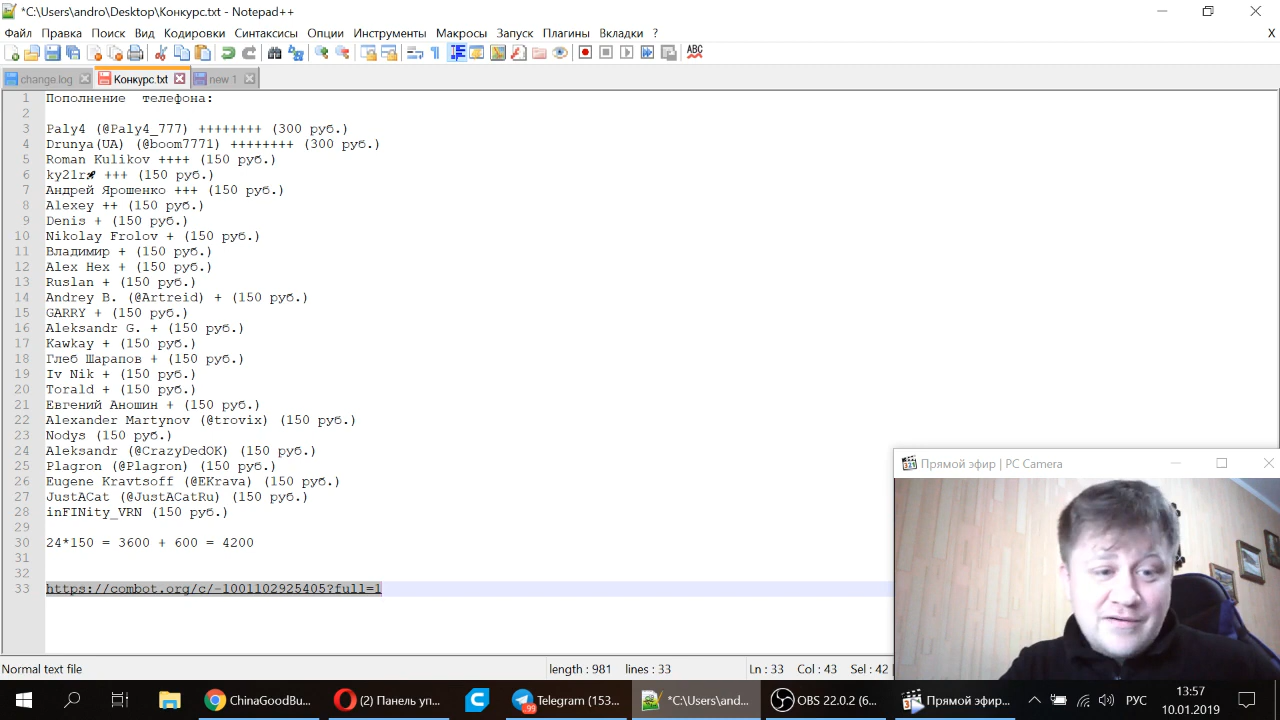 *C:\Users\andro\Desktop\Конкурс.txt - Notepad++
Файл Правка Поиск Вид Кодировки Синтаксисы Опции Инструменты Макросы Запуск Плагины Вкладки ? X
ABC
change.log Конкурс.txt new 1
1 Пополнение телефона:
2
3 Paly4 (@Paly4_777) ++++++++ (300 руб.)
4 Drunya(UA) (@boom7771) ++++++++ (300 руб.)
5 Roman Kulikov ++++ (150 руб.)
6 ky2lr +++ (150 руб.)
7 Андрей Ярошенко +++ (150 руб.)
8 Alexey ++ (150 руб.)
9 Denis + (150 руб.)
10 Nikolay Frolov + (150 руб.)
11 Владимир + (150 руб.)
12 Alex Hex + (150 руб.)
13 Ruslan + (150 руб.)
14 Andrey B. (@Artreid) + (150 руб.)
15 GARRY + (150 руб.)
16 Aleksandr G. + (150 руб.)
17 Kawkay + (150 руб.)
18 Глеб Шарапов + (150 руб.)
19 Iv Nik + (150 руб.)
20 Torald + (150 руб.)
21 Евгений Аношин + (150 руб.)
22 Alexander Martynov (@trovix) (150 руб.)
23 Nodys (150 руб.)
24 Aleksandr (@CrazyDedOK) (150 руб.)
25 Plagron (@Plagron) (150 руб.)
26 Eugene Kravtsoff (@EKrava) (150 руб.)
27 JustACat (@JustACatRu) (150 руб.)
28 inFINity_VRN (150 руб.)
29
30 24*150 = 3600 + 600 = 4200
31
32
33 https://combot.org/c/-1001102925405?full=1
Прямой эфир | PC Camera
Normal text file length : 981 lines : 33 Ln : 33 Col : 43 Sel : 42
ChinaGoodBu... (2) Панель уп... Telegram (153... *C:\Users\and... OBS 22.0.2 (6... Прямой эфир... РУС 13:57
10.01.2019